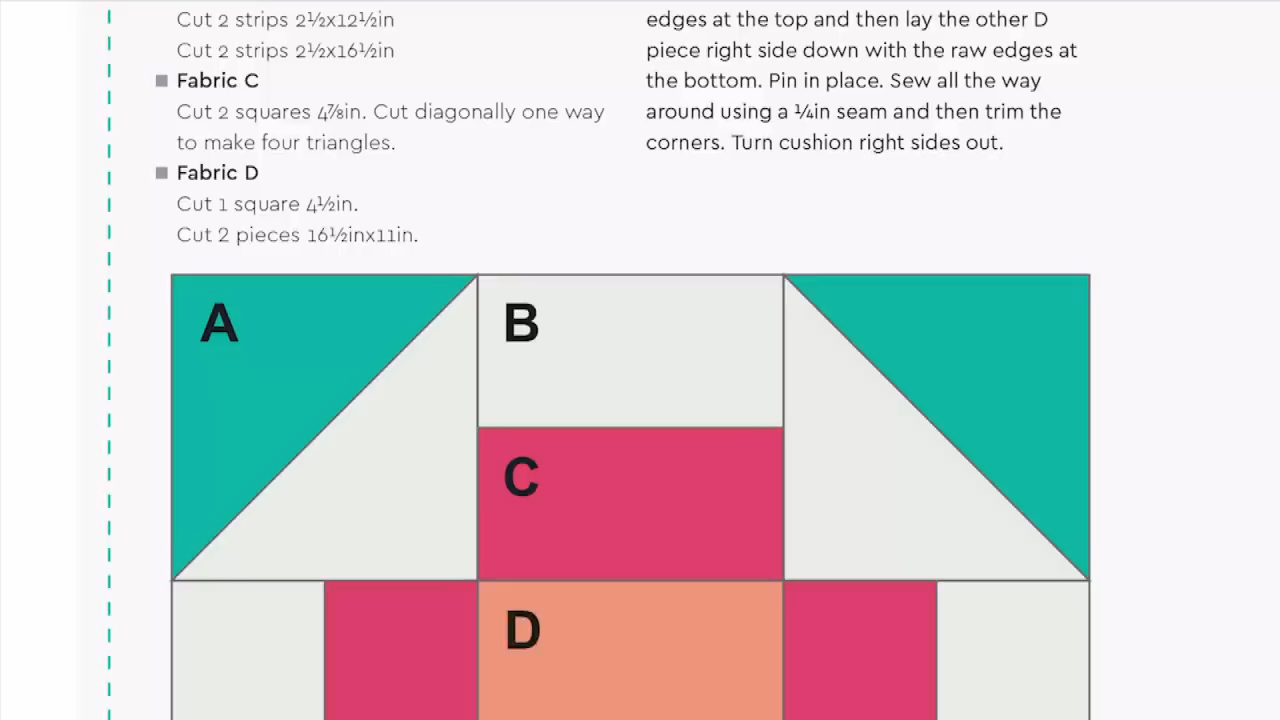 Cut 2 strips 2½x12½in
Cut 2 strips 2½x16½in
Fabric C
Cut 2 squares 4⅞in. Cut diagonally one way
to make four triangles.
Fabric D
Cut 1 square 4½in.
Cut 2 pieces 16½inx11in.
edges at the top and then lay the other D
piece right side down with the raw edges at
the bottom. Pin in place. Sew all the way
around using a ¼in seam and then trim the
corners. Turn cushion right sides out.
A
B
C
D